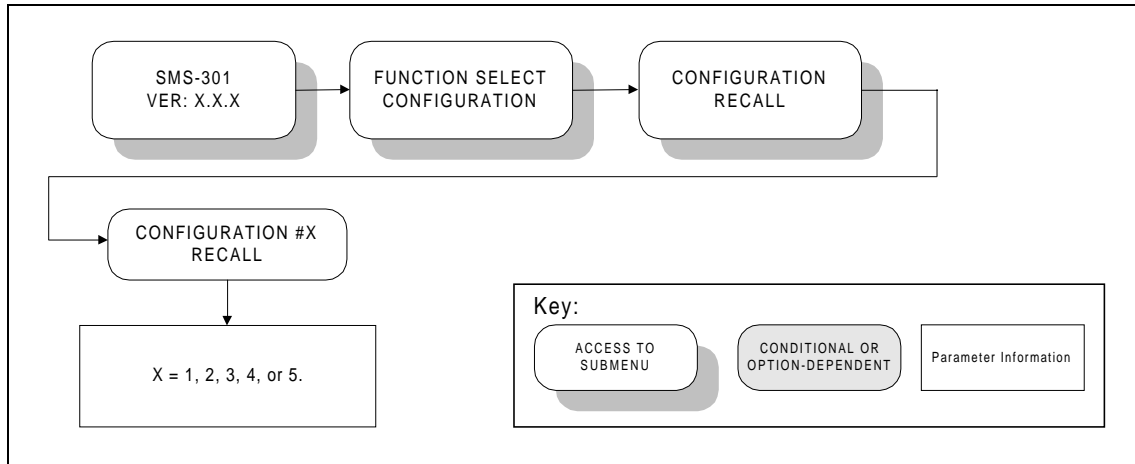 SMS-301
VER: X.X.X
FUNCTION SELECT
CONFIGURATION
CONFIGURATION
RECALL
CONFIGURATION #X
RECALL
X = 1, 2, 3, 4, or 5.
Key:
ACCESS TO
SUBMENU
CONDITIONAL OR
OPTION-DEPENDENT
Parameter Information